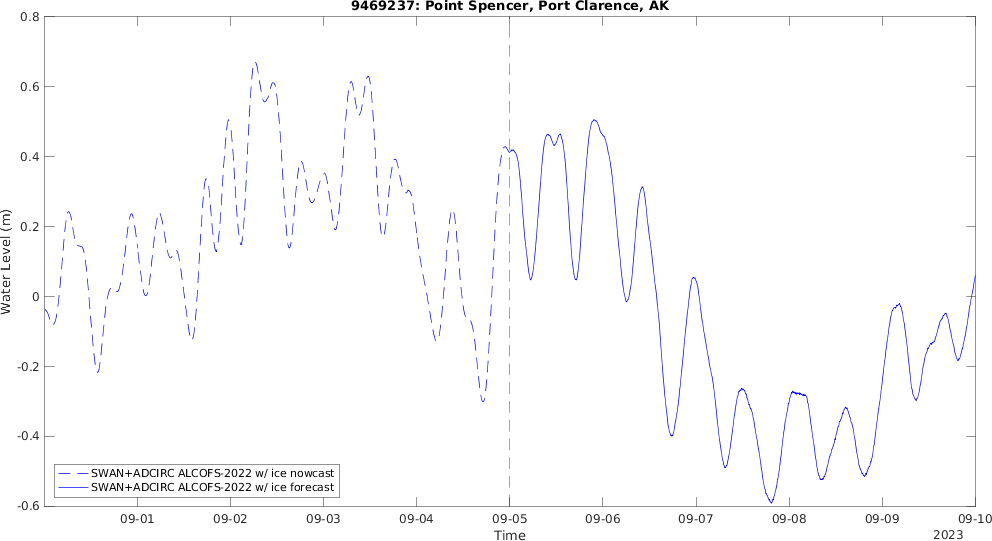 9469237: Point Spencer, Port Clarence, AK
0.8
0.6
0.4
0.2
0
-0.2
-0.4
-0.6
Water Level (m)
SWAN+ADCIRC ALCOFS-2022 w/ ice nowcast
SWAN+ADCIRC ALCOFS-2022 w/ ice forecast
09-01 09-02 09-03 09-04 09-05 09-06 09-07 09-08 09-09 09-10
Time
2023